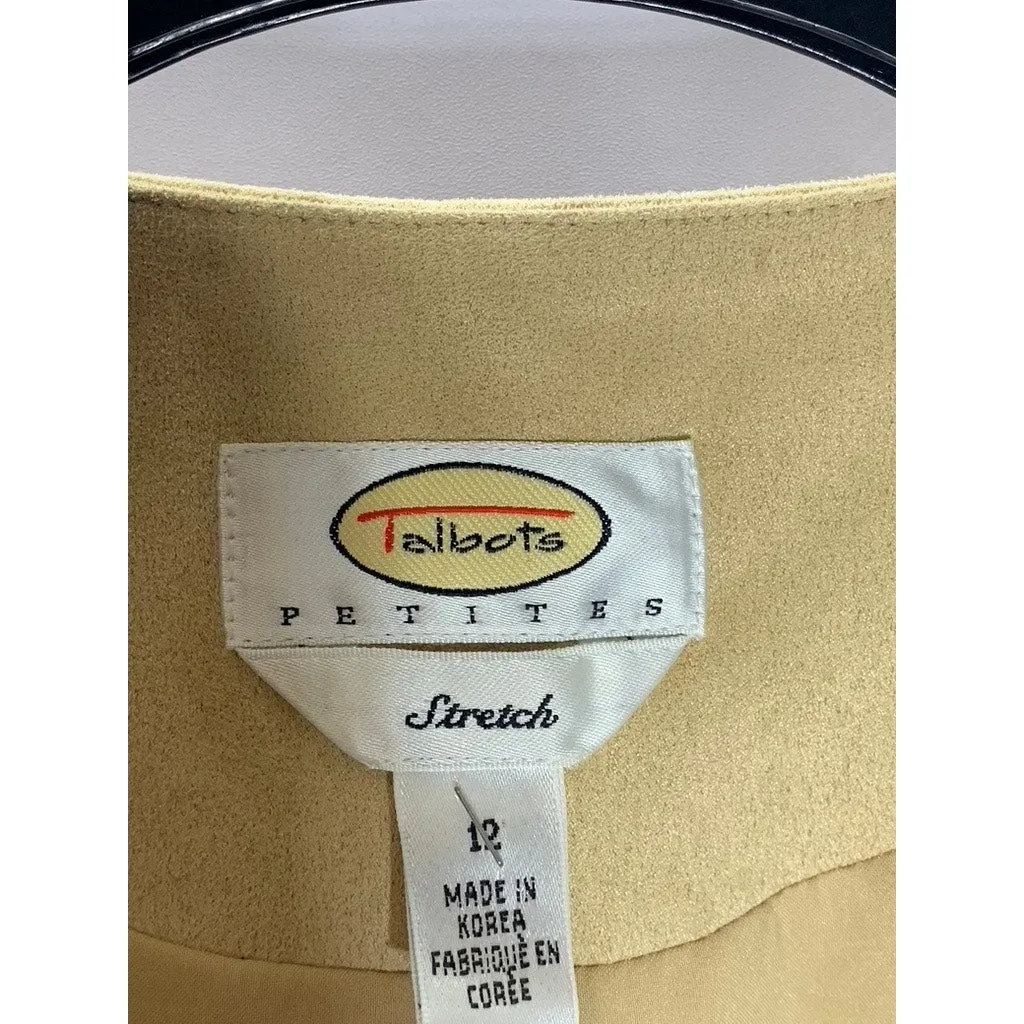 Talbots
PETITES
Stretch
12
MADE IN
KOREA
FABRIQUÉ EN
CORÉE